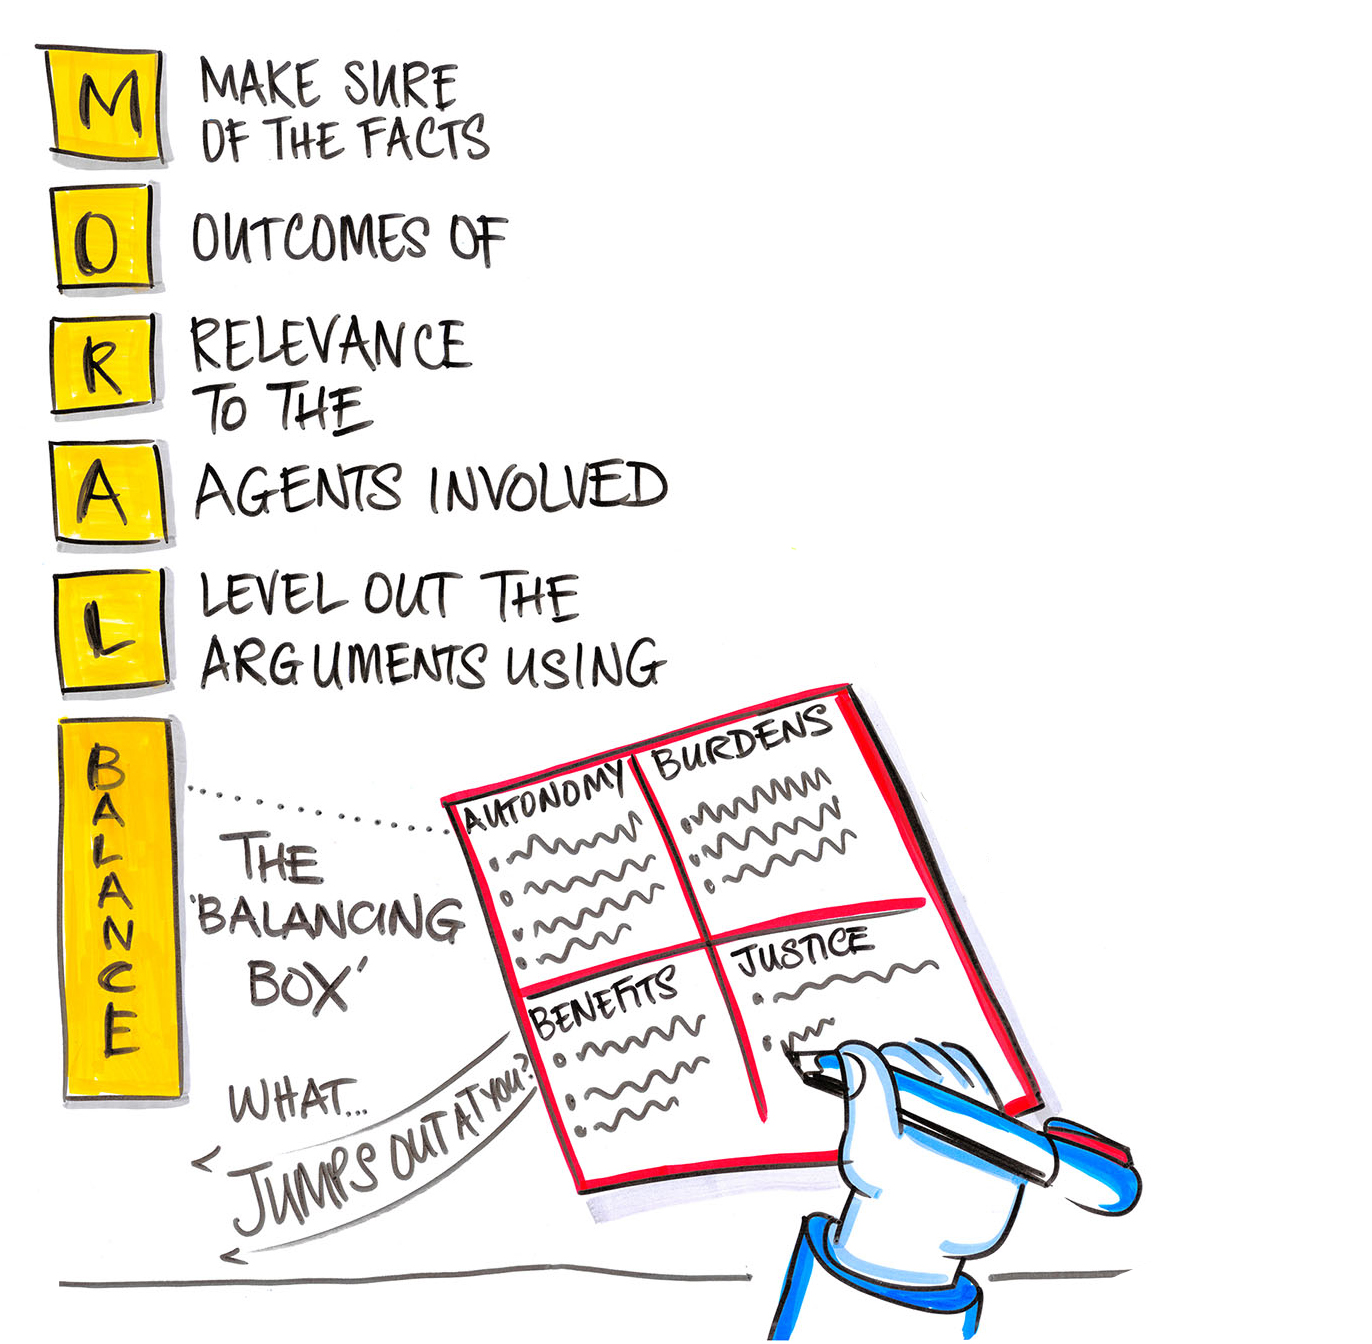 M
MAKE SURE
OF THE FACTS
O
OUTCOMES OF
R
RELEVANCE
TO THE
A
AGENTS INVOLVED
L
LEVEL OUT THE
ARGUMENTS USING
BALANCE
THE
'BALANCING
BOX'
AUTONOMY
BURDENS
BENEFITS
JUSTICE
WHAT...
JUMPS OUT AT YOU?